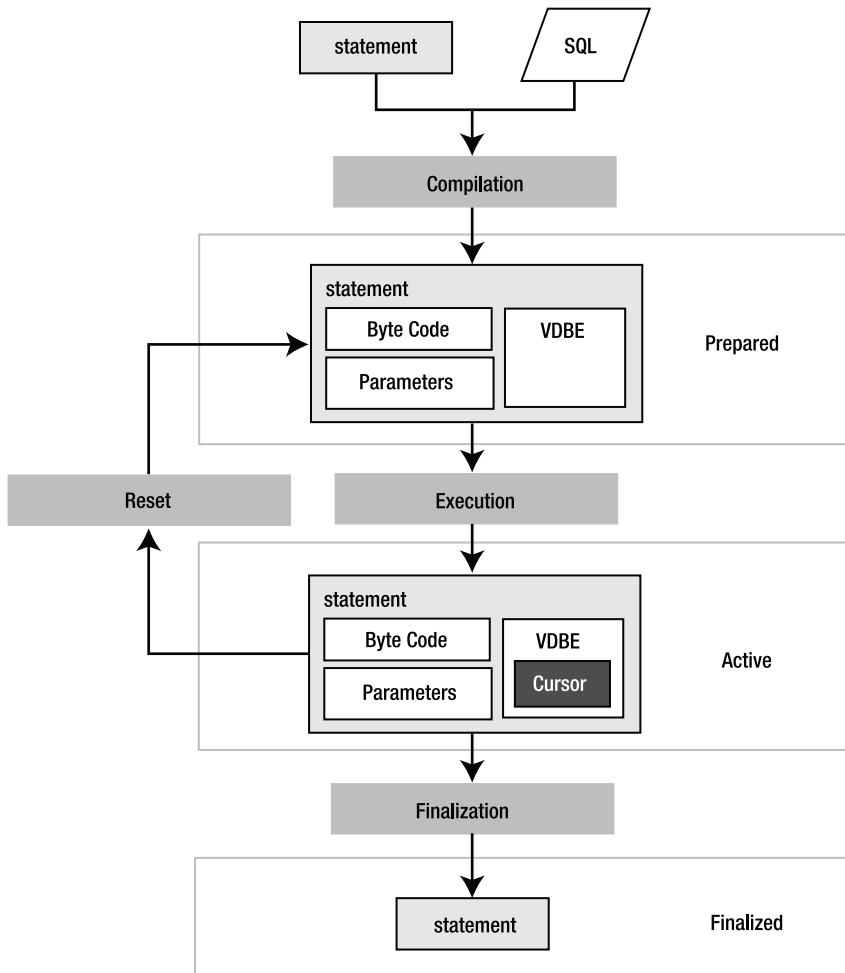 statement
SQL
Compilation
statement
Byte Code
VDBE
Prepared
Parameters
Reset
Execution
statement
Byte Code
VDBE
Active
Parameters
Cursor
Finalization
statement
Finalized